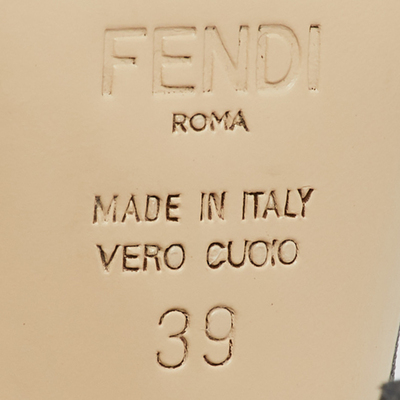 FENDI
ROMA
MADE IN ITALY
VERO CUOIO
39